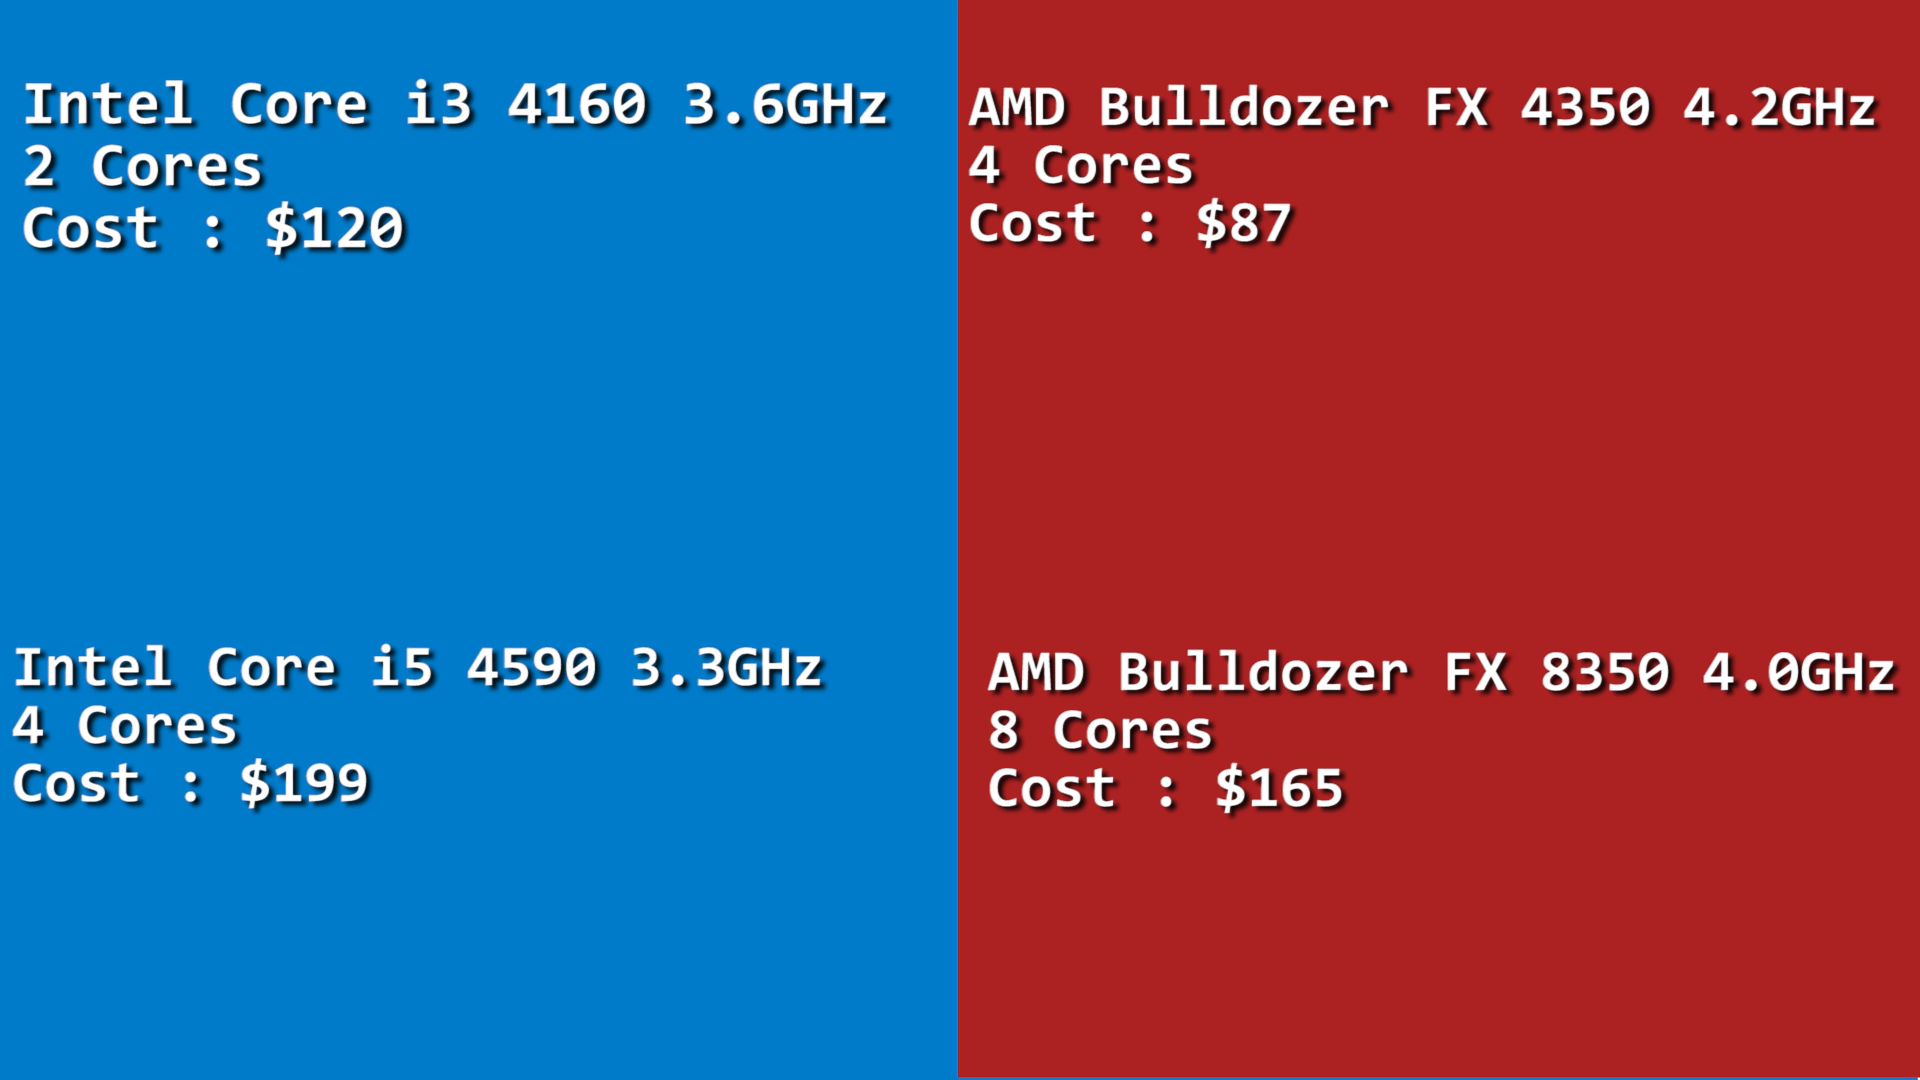 Intel Core i3 4160 3.6GHz
2 Cores
Cost : $120
AMD Bulldozer FX 4350 4.2GHz
4 Cores
Cost : $87
Intel Core i5 4590 3.3GHz
4 Cores
Cost : $199
AMD Bulldozer FX 8350 4.0GHz
8 Cores
Cost : $165